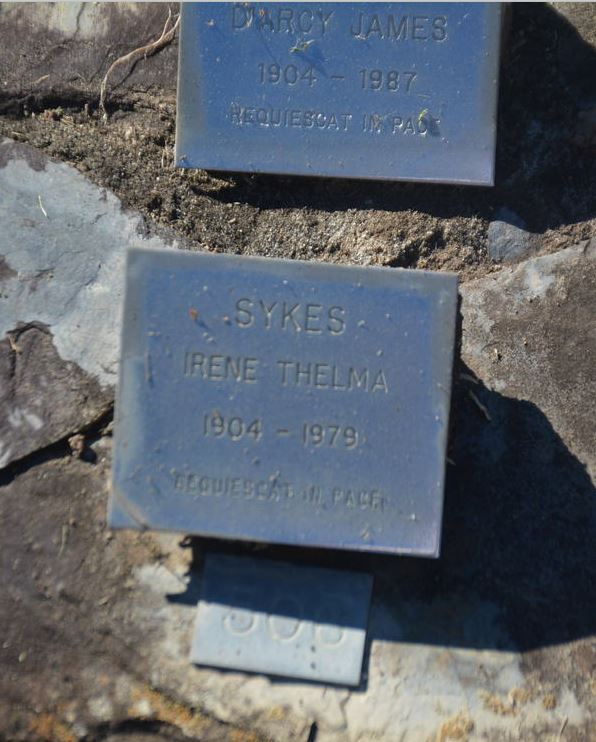 D'ARCY JAMES
1904 - 1987
REQUIESCAT IN PACE
SYKES
IRENE THELMA
1904 - 1979
REQUIESCAT IN PACE